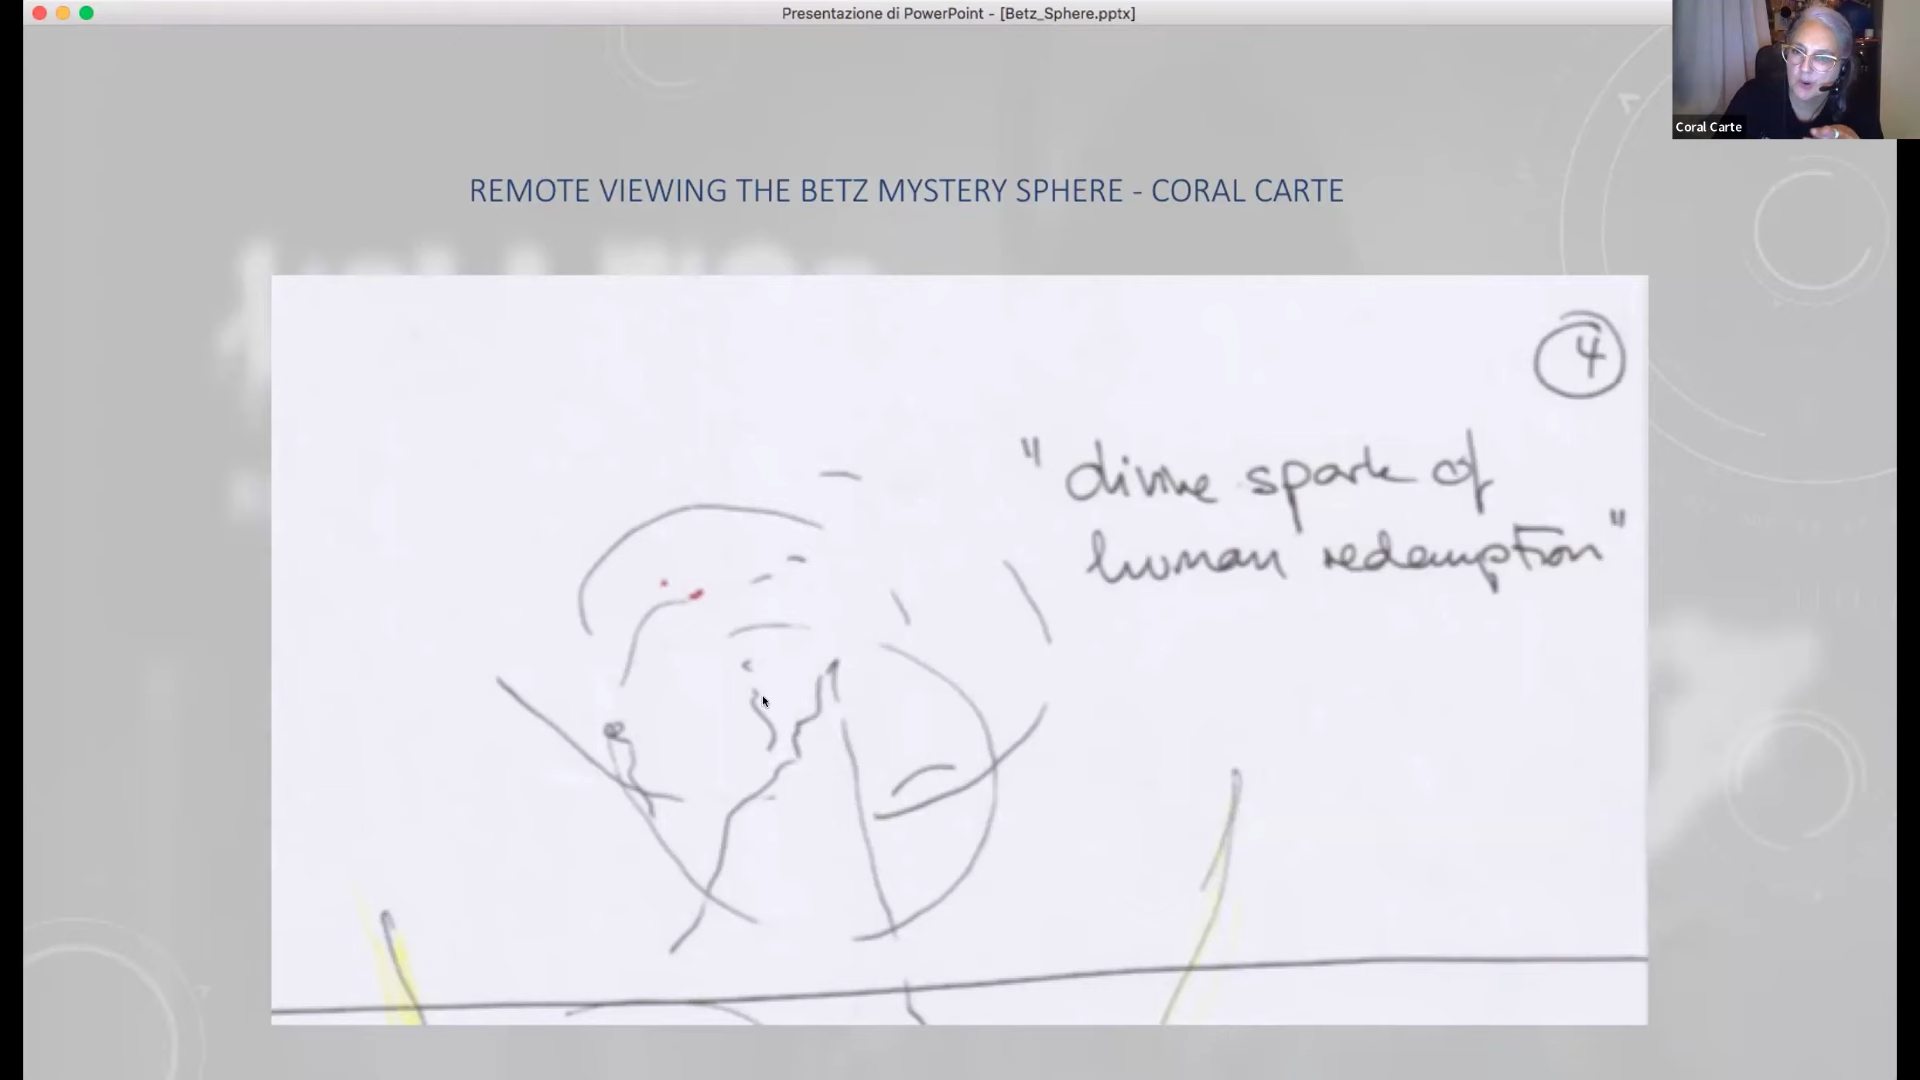 Presentazione di PowerPoint - [Betz_Sphere.pptx]
Coral Carte
REMOTE VIEWING THE BETZ MYSTERY SPHERE - CORAL CARTE
4
"divine spark of
human redemption"